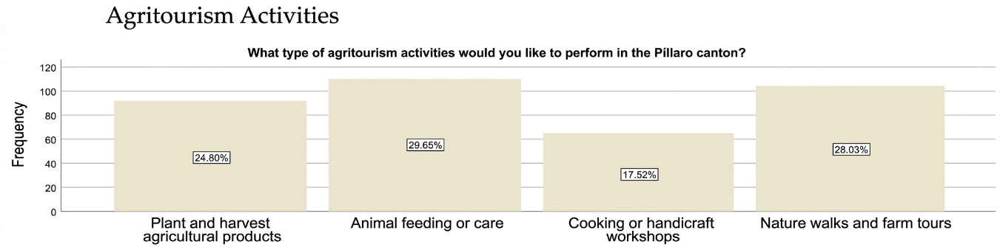 Agritourism Activities
What type of agritourism activities would you like to perform in the Píllaro canton?
Frequency
120
100
80
60
40
20
0
24.80%
29.65%
17.52%
28.03%
Plant and harvest
agricultural products
Animal feeding or care
Cooking or handicraft
workshops
Nature walks and farm tours